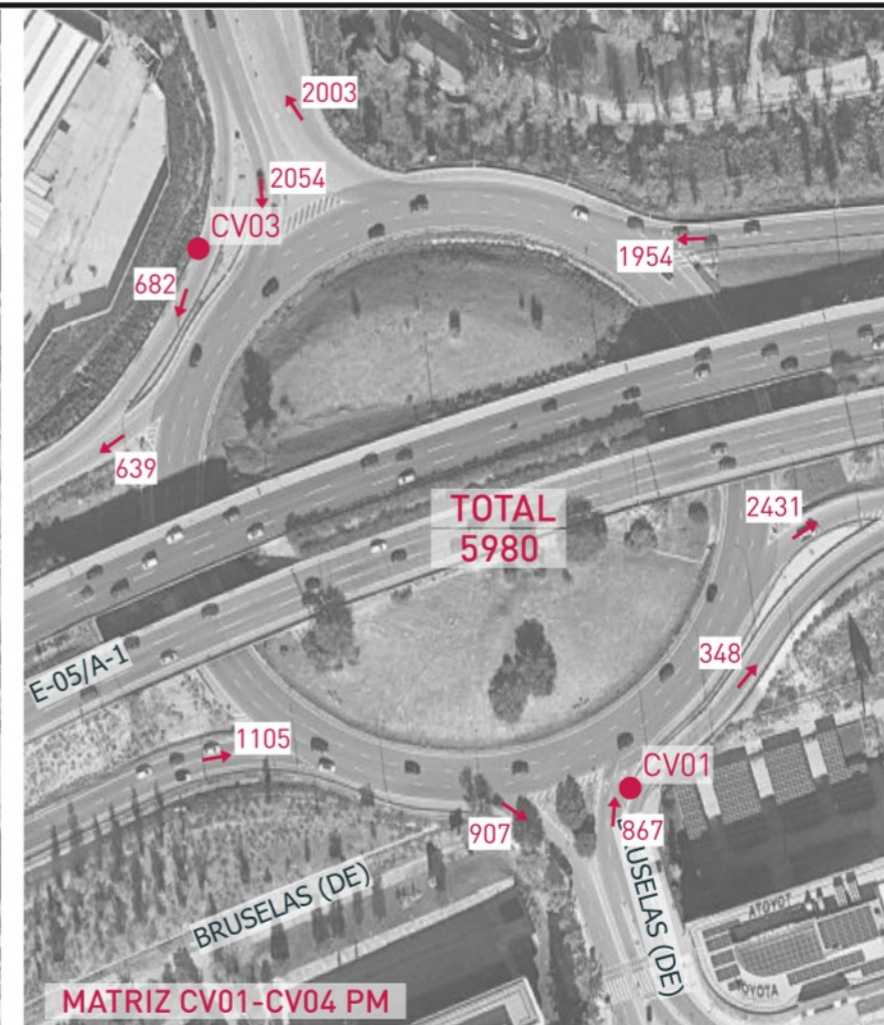 2003
2054
CV03
1954
682
639
TOTAL
5980
2431
E-05/A-1
348
1105
CV01
907
867
BRUSELAS (DE)
BRUSELAS (DE)
TOYOTA
MATRIZ CV01-CV04 PM